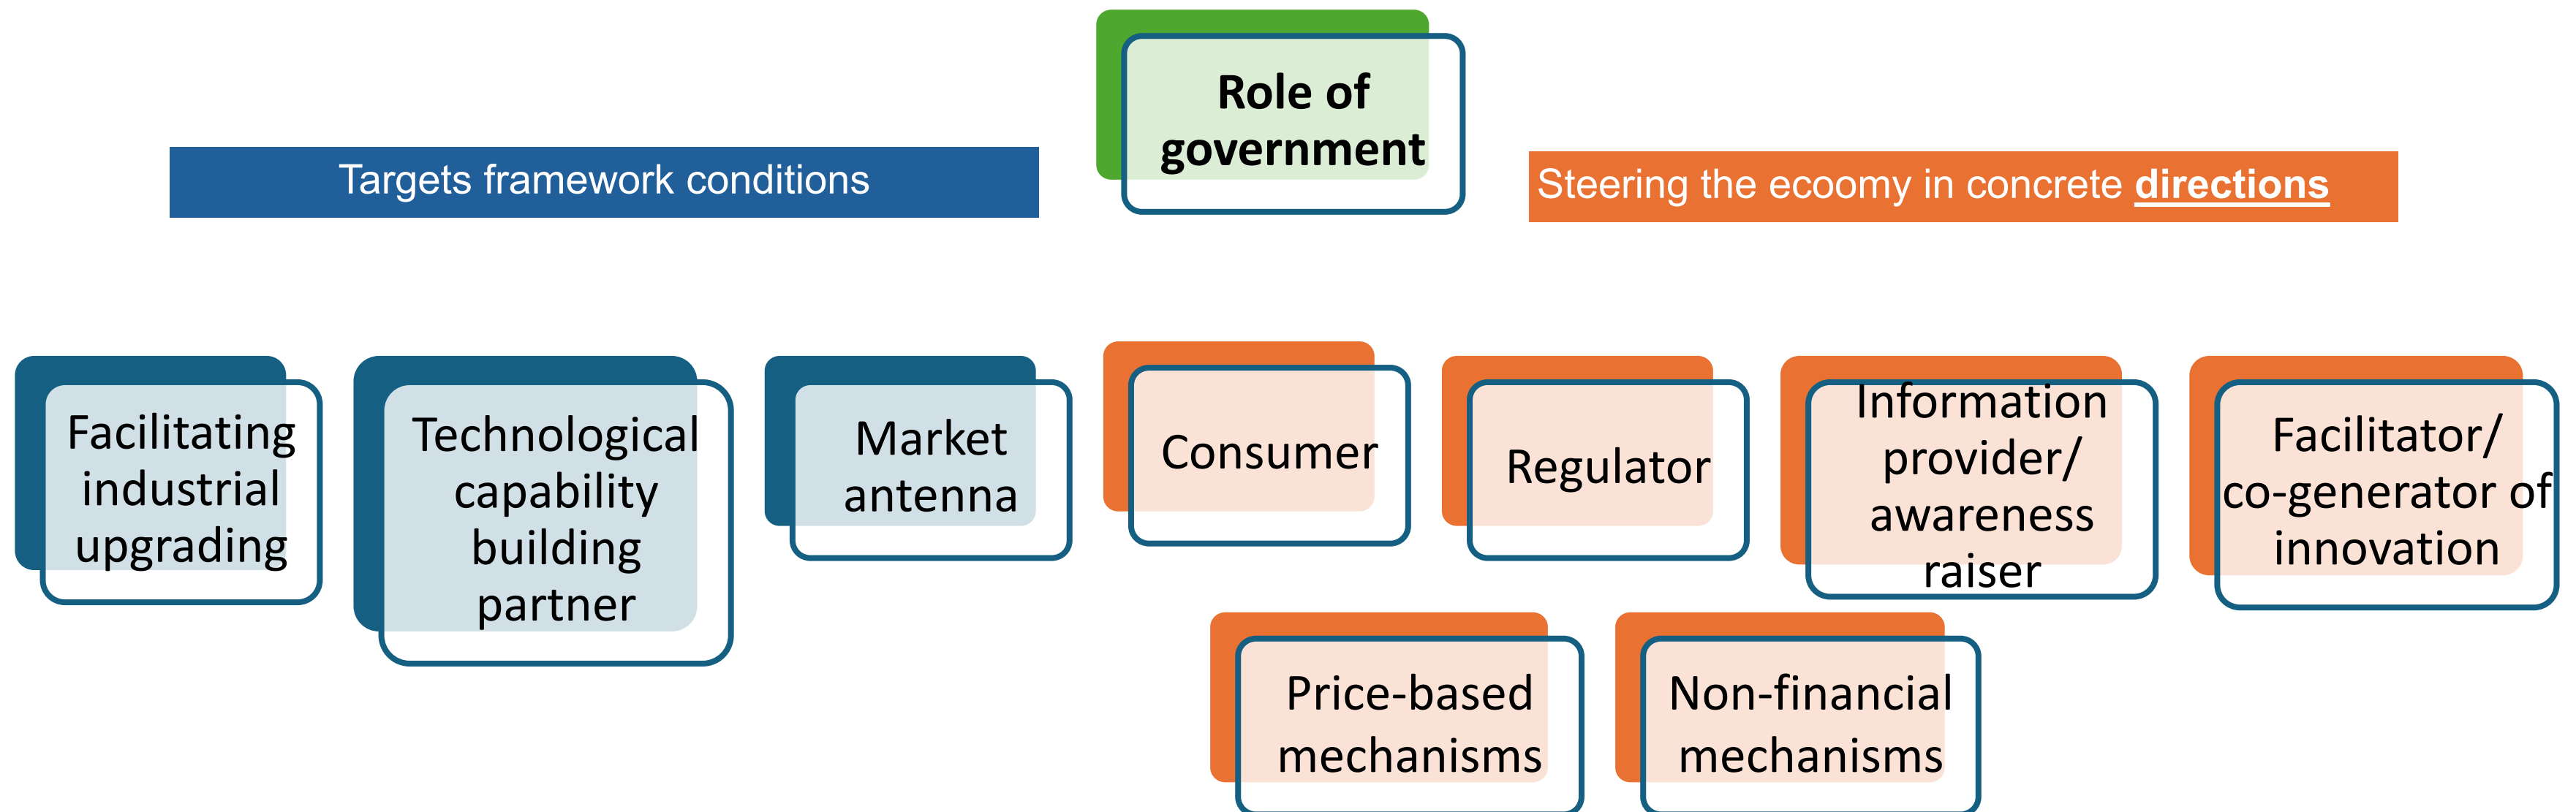 Role of
government
Targets framework conditions
Steering the ecoomy in concrete directions
Facilitating
industrial
upgrading
Technological
capability
building
partner
Market
antenna
Consumer
Regulator
Information
provider/
awareness
raiser
Facilitator/
co-generator of
innovation
Price-based
mechanisms
Non-financial
mechanisms